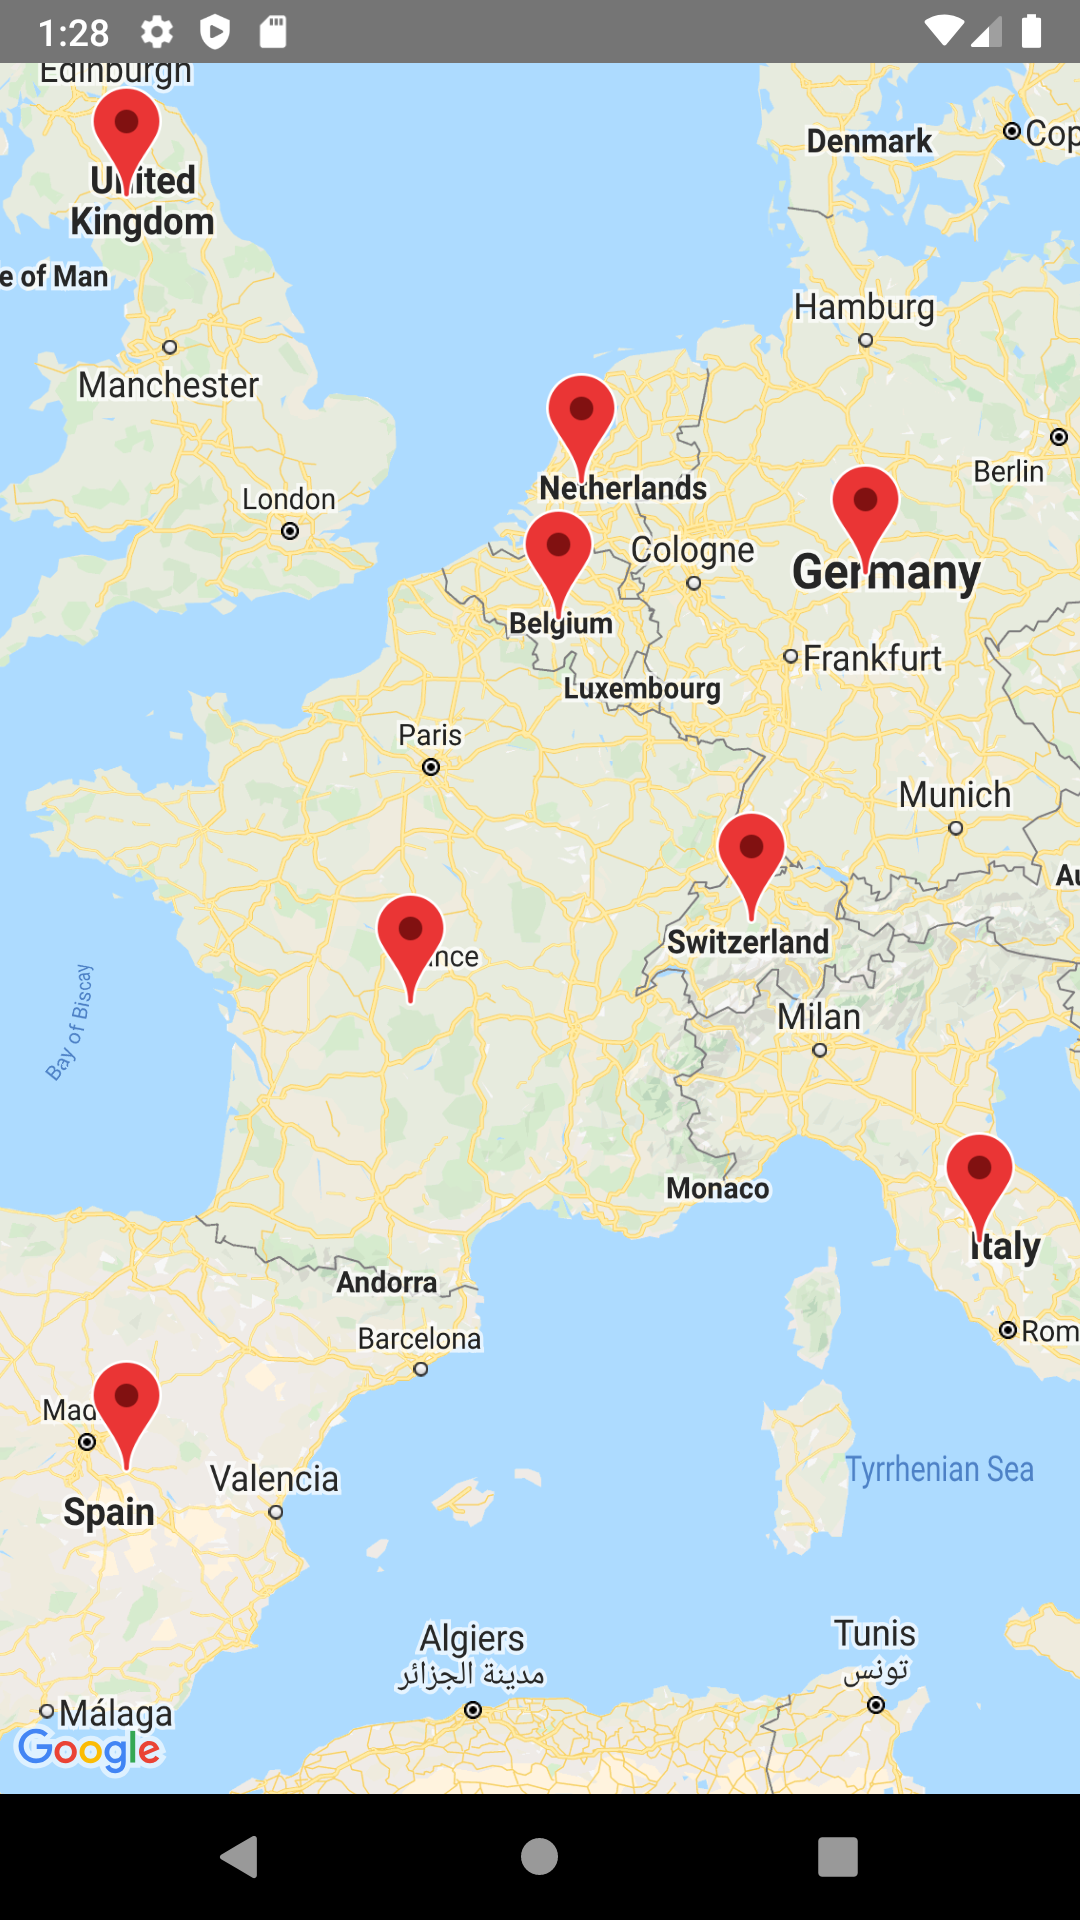 1:28
Edinburgh
Denmark
Cop
United
Kingdom
e of Man
Hamburg
Manchester
Berlin
Netherlands
London
Cologne
Germany
Belgium
Frankfurt
Luxembourg
Paris
Munich
Au
Switzerland
nce
Bay of Biscay
Milan
Monaco
Italy
Andorra
Rom
Barcelona
Mad
Tyrrhenian Sea
Valencia
Spain
Algiers
مدينة الجزائر
Tunis
تونس
Málaga
Google